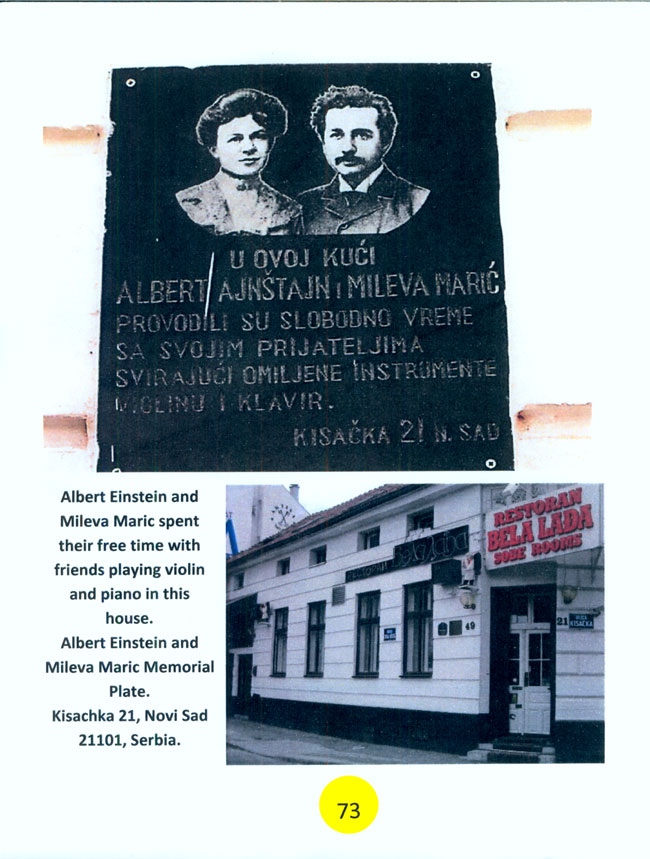 U OVOJ KUĆI
ALBERT AJNŠTAJN I MILEVA MARIĆ
PROVODILI SU SLOBODNO VREME
SA SVOJIM PRIJATELJIMA
SVIRAJUĆI OMILJENE INSTRUMENTE
VIOLINU I KLAVIR.
KISAČKA 21 N. SAD
Albert Einstein and
Mileva Maric spent
their free time with
friends playing violin
and piano in this
house.
Albert Einstein and
Mileva Maric Memorial
Plate.
Kisachka 21, Novi Sad
21101, Serbia.
RESTORAN
BELA LAĐA
SOBE ROOMS
49
21
KISAČKA
73